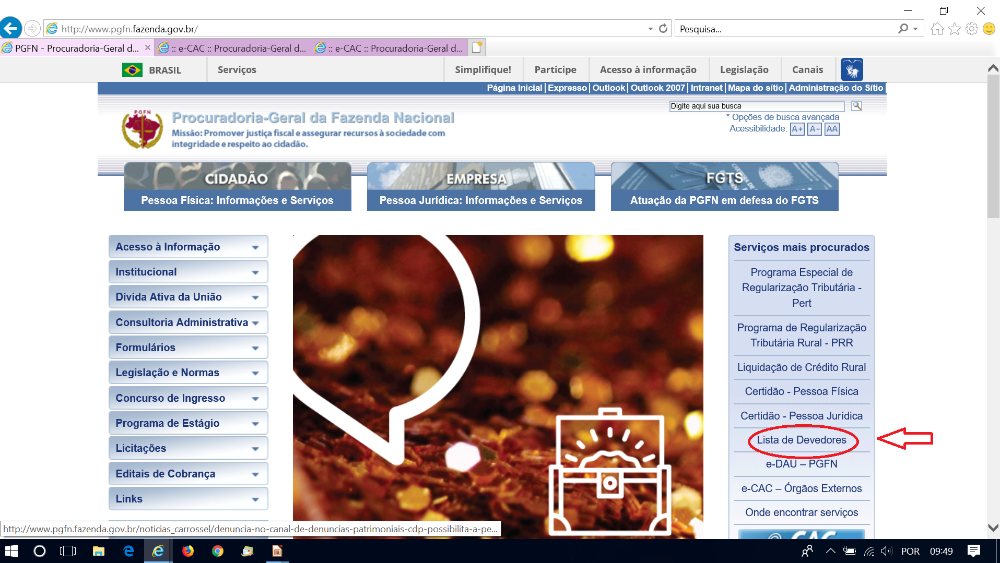 http://www.pgfn.fazenda.gov.br/
Pesquisa...
PGFN - Procuradoria-Geral d...
:: e-CAC :: Procuradoria-Geral d...
:: e-CAC :: Procuradoria-Geral d...
BRASIL
Serviços
Simplifique!
Participe
Acesso à informação
Legislação
Canais
Página Inicial | Expresso | Outlook | Outlook 2007 | Intranet | Mapa do sítio | Administração do Sítio |
PGFN
Procuradoria-Geral da Fazenda Nacional
Missão: Promover justiça fiscal e assegurar recursos à sociedade com
integridade e respeito ao cidadão.
Digite aqui sua busca
* Opções de busca avançada
Acessibilidade: A+ A- AA
CIDADÃO
Pessoa Física: Informações e Serviços
EMPRESA
Pessoa Jurídica: Informações e Serviços
FGTS
Atuação da PGFN em defesa do FGTS
Acesso à Informação
Institucional
Dívida Ativa da União
Consultoria Administrativa
Formulários
Legislação e Normas
Concurso de Ingresso
Programa de Estágio
Licitações
Editais de Cobrança
Links
Serviços mais procurados
Programa Especial de
Regularização Tributária -
Pert
Programa de Regularização
Tributária Rural - PRR
Liquidação de Crédito Rural
Certidão - Pessoa Física
Certidão - Pessoa Jurídica
Lista de Devedores
e-DAU – PGFN
e-CAC – Órgãos Externos
Onde encontrar serviços
CAC
http://www.pgfn.fazenda.gov.br/noticias_carrossel/denuncia-no-canal-de-denuncias-patrimoniais-cdp-possibilita-a-pe...
POR
09:49